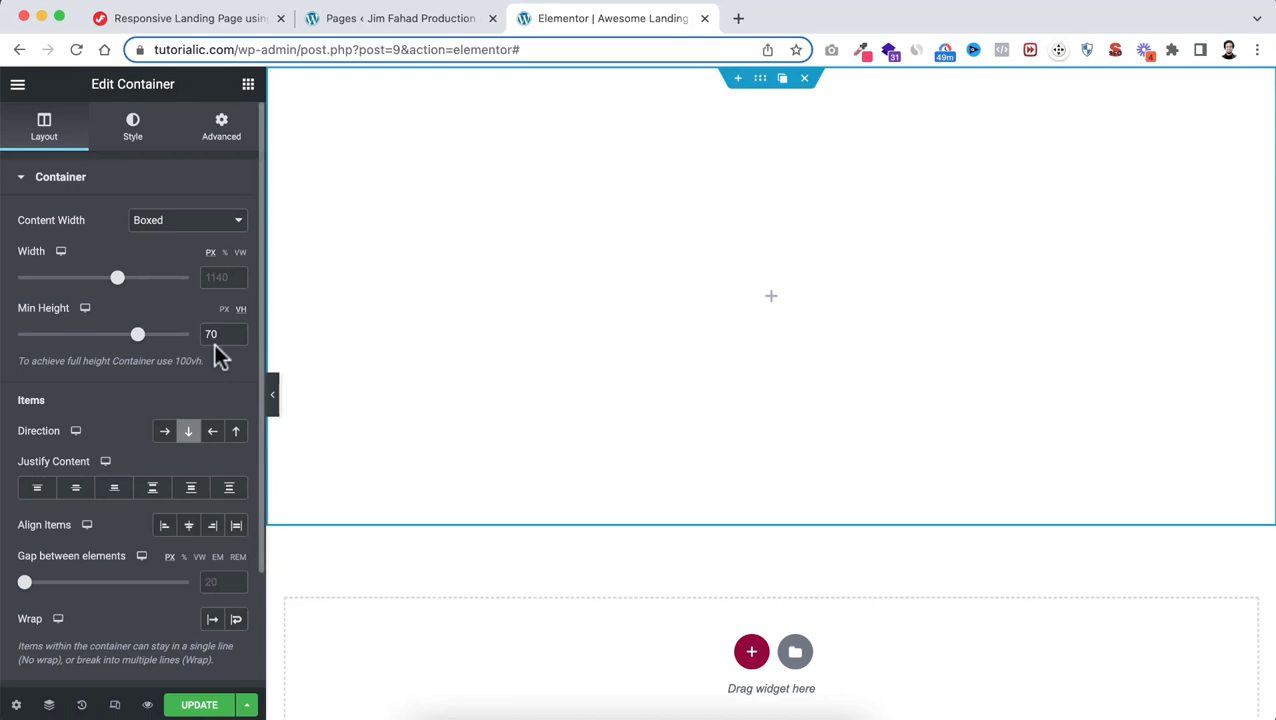 Responsive Landing Page using
Pages ‹ Jim Fahad Production
Elementor | Awesome Landing
tutorialic.com/wp-admin/post.php?post=9&action=elementor#
31
49m
4
Edit Container
Layout
Style
Advanced
Container
Content Width
Boxed
Width
PX % VW
1140
Min Height
PX VH
70
To achieve full height Container use 100vh.
Items
Direction
Justify Content
Align Items
Gap between elements
PX % VW EM REM
20
Wrap
Items within the container can stay in a single line
(No wrap), or break into multiple lines (Wrap).
UPDATE
Drag widget here